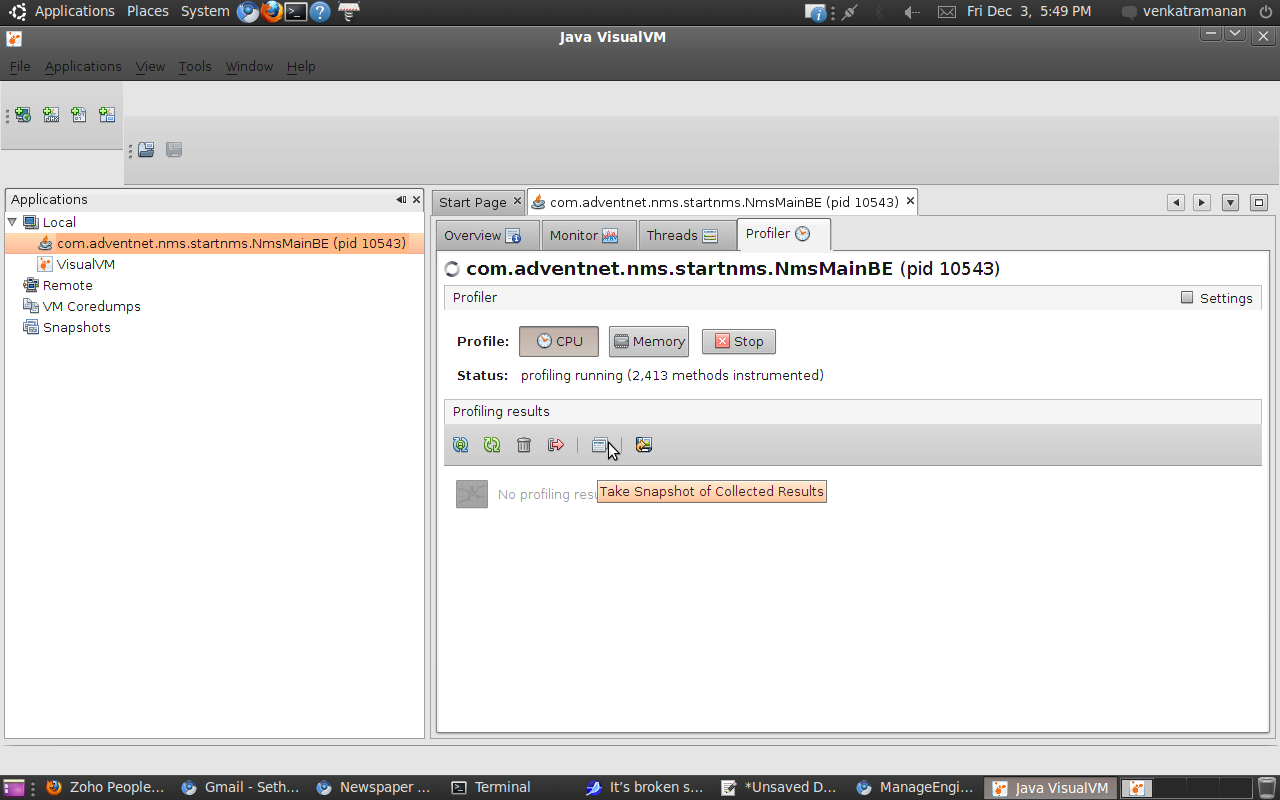 Applications Places System Fri Dec 3, 5:49 PM venkatramanan
Java VisualVM
File Applications View Tools Window Help
Applications
Local
com.adventnet.nms.startnms.NmsMainBE (pid 10543)
VisualVM
Remote
VM Coredumps
Snapshots
Start Page com.adventnet.nms.startnms.NmsMainBE (pid 10543)
Overview Monitor Threads Profiler
com.adventnet.nms.startnms.NmsMainBE (pid 10543)
Profiler Settings
Profile: CPU Memory Stop
Status: profiling running (2,413 methods instrumented)
Profiling results
No profiling resu
Take Snapshot of Collected Results
Zoho People... Gmail - Seth... Newspaper ... Terminal It's broken s... *Unsaved D... ManageEngi... Java VisualVM